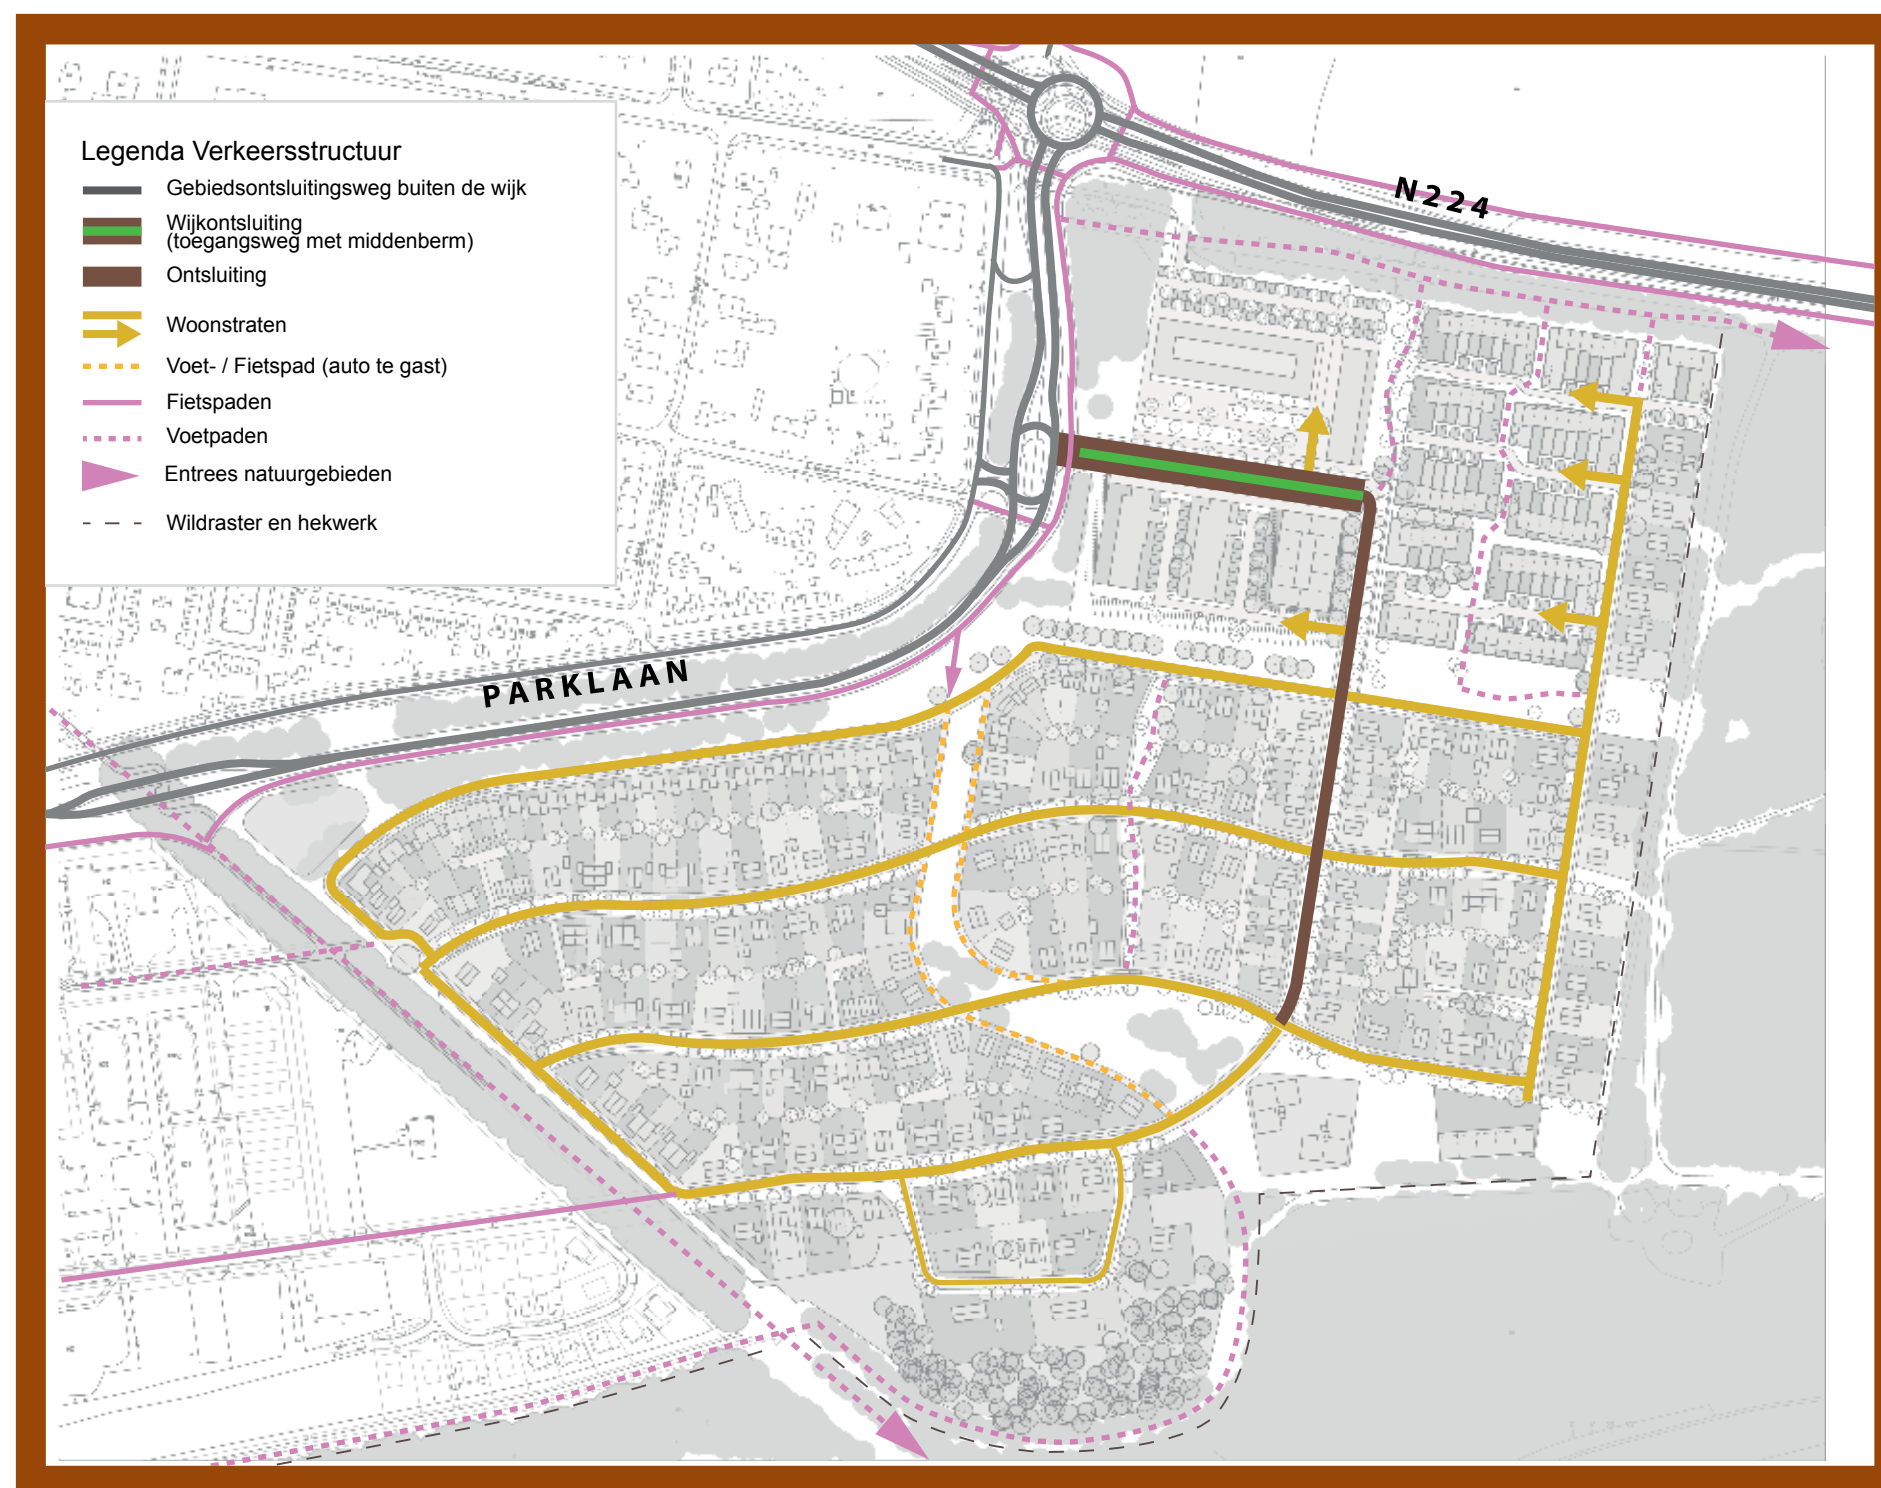 Legenda Verkeersstructuur
Gebiedsontsluitingsweg buiten de wijk
Wijkontsluiting
(toegangsweg met middenberm)
Ontsluiting
Woonstraten
Voet- / Fietspad (auto te gast)
Fietspaden
Voetpaden
Entrees natuurgebieden
Wildraster en hekwerk
N224
PARKLAAN